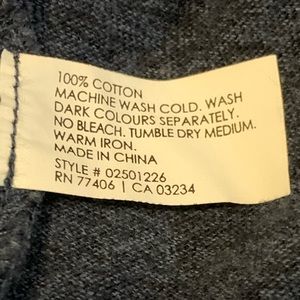 100% COTTON
MACHINE WASH COLD. WASH
DARK COLOURS SEPARATELY.
NO BLEACH. TUMBLE DRY MEDIUM.
WARM IRON.
MADE IN CHINA
STYLE # 02501226
RN 77406 | CA 03234